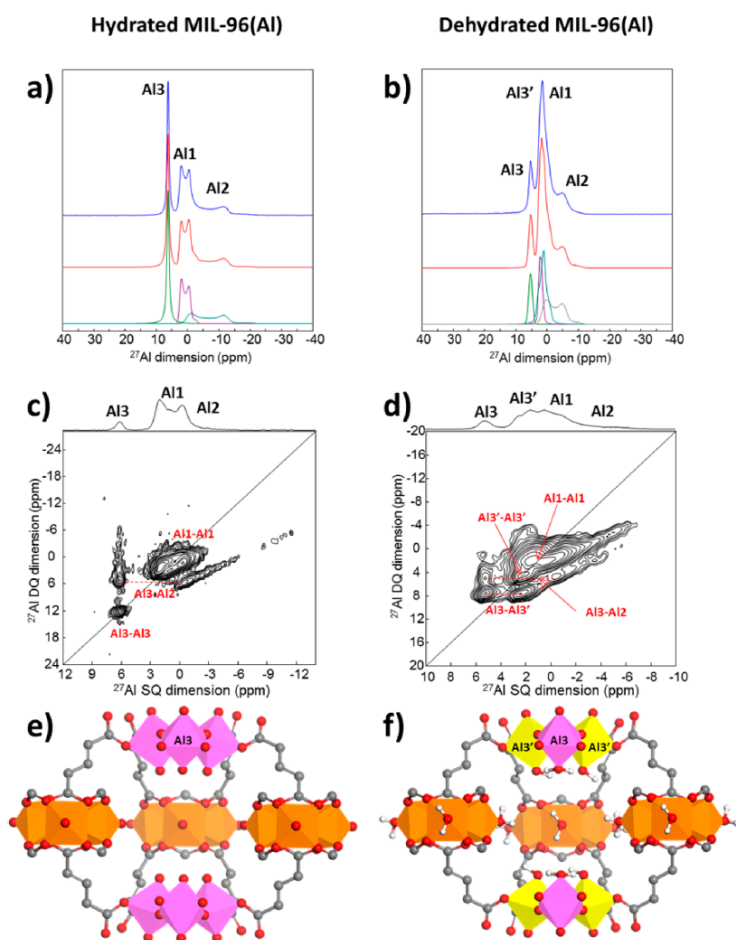 Hydrated MIL-96(Al)
Dehydrated MIL-96(Al)
a)
Al3
Al1
Al2
40 30 20 10 0 -10 -20 -30 -40
²⁷Al dimension (ppm)
b)
Al3'
Al1
Al3
Al2
40 30 20 10 0 -10 -20 -30 -40
²⁷Al dimension (ppm)
c)
Al3
Al1
Al2
-24
-18
-12
-6
0
6
12
18
24
²⁷Al DQ dimension (ppm)
Al1-Al1
Al3-Al2
Al3-Al3
12 9 6 3 0 -3 -6 -9 -12
²⁷Al SQ dimension (ppm)
d)
Al3
Al3'
Al1
Al2
-20
-16
-12
-8
-4
0
4
8
12
16
20
²⁷Al DQ dimension (ppm)
Al1-Al1
Al3'-Al3'
Al3-Al2
Al3-Al3'
10 8 6 4 2 0 -2 -4 -6 -8 -10
²⁷Al SQ dimension (ppm)
e)
Al3
f)
Al3' Al3 Al3'